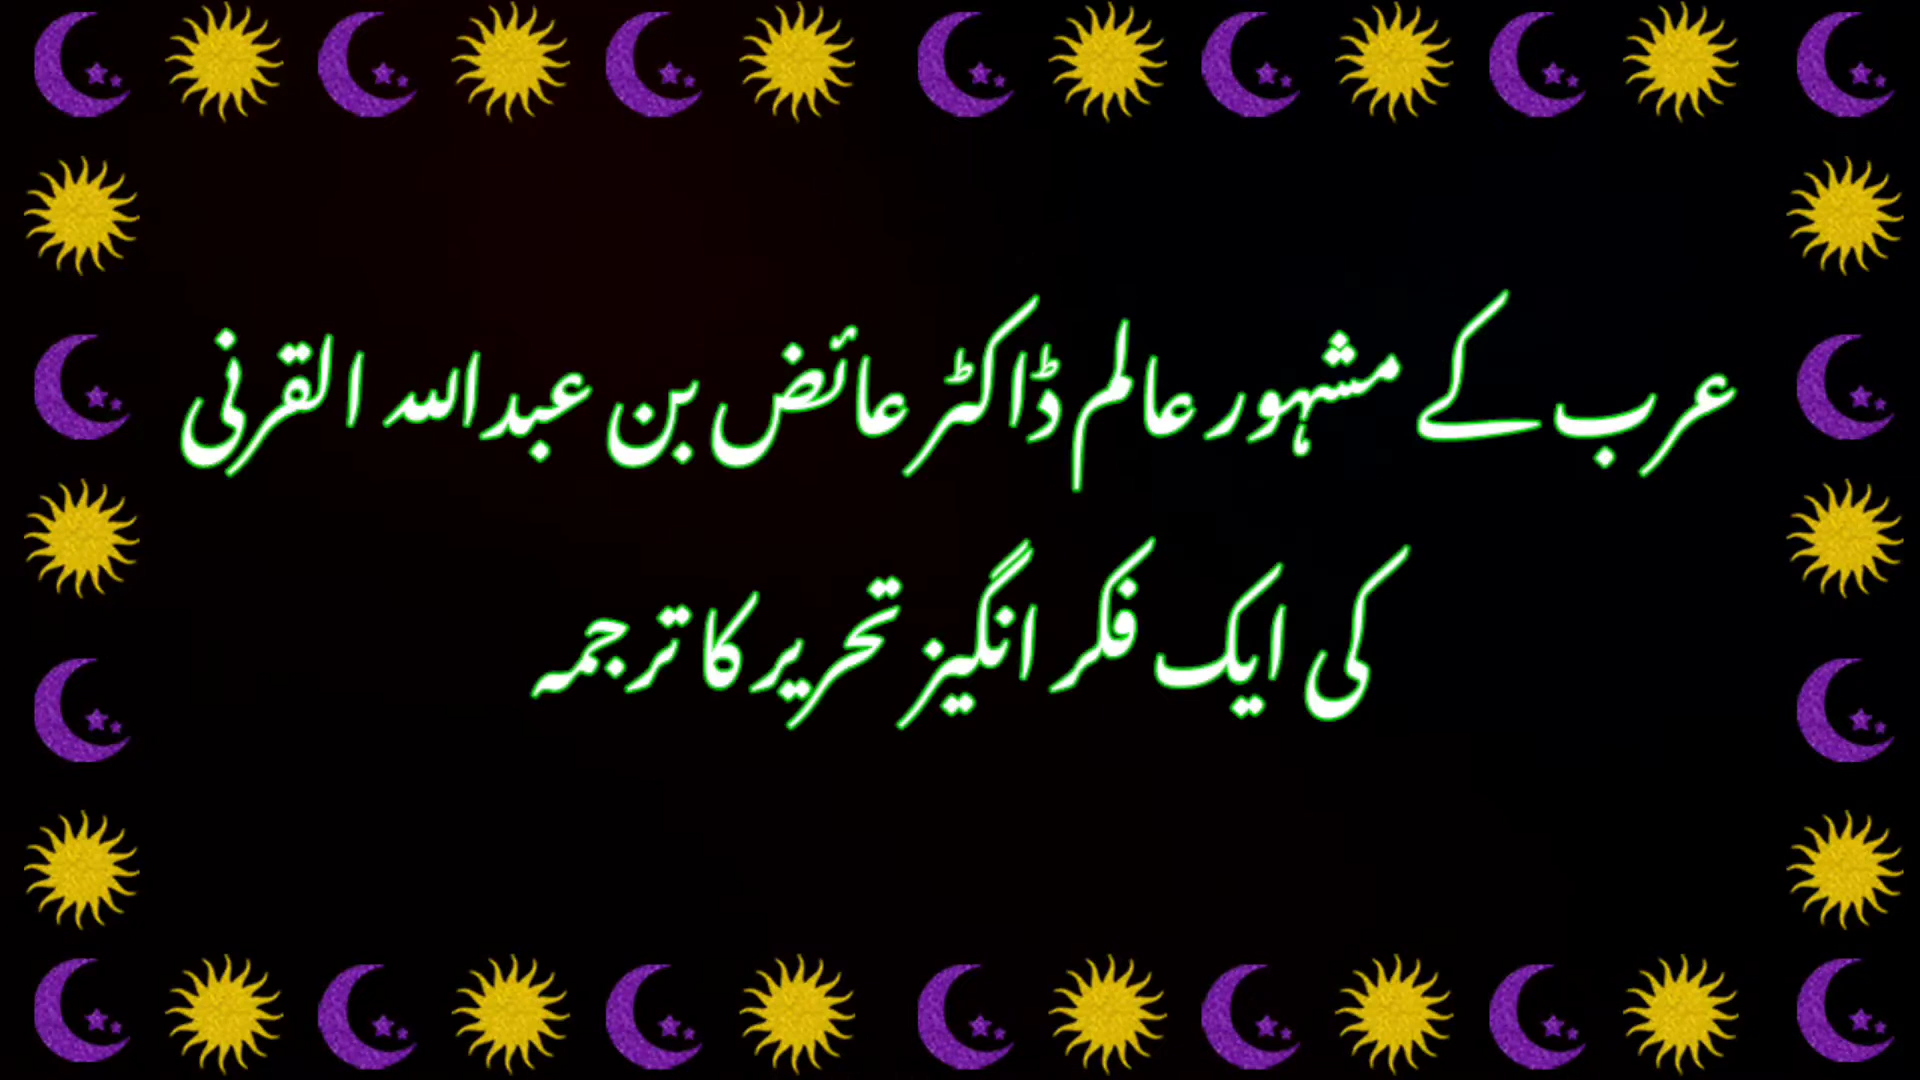 عرب کے مشہور عالم ڈاکٹر عائض بن عبداللہ القرنی
کی ایک فکر انگیز تحریر کا ترجمہ